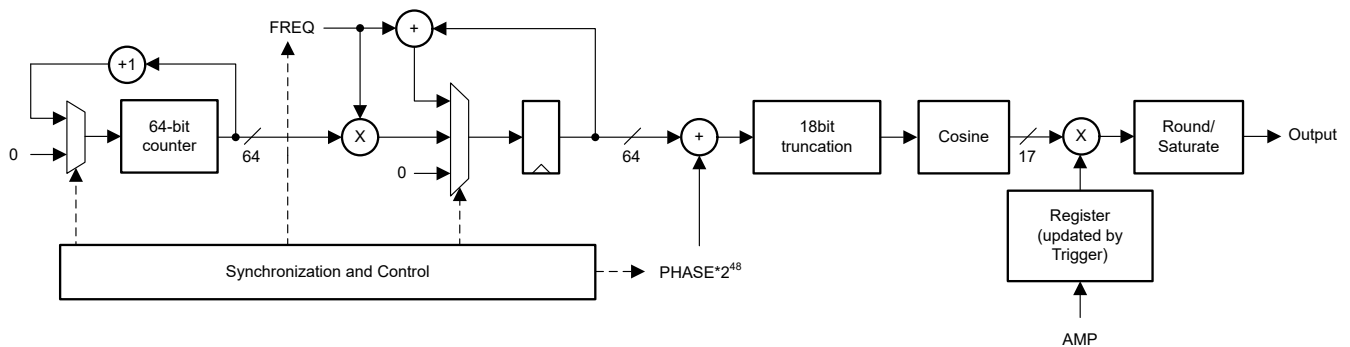 FREQ
+
+1
64-bit
counter
0
64
X
0
64
+
18bit
truncation
Cosine
17
X
Round/
Saturate
Output
Register
(updated by
Trigger)
AMP
Synchronization and Control
PHASE*2^48